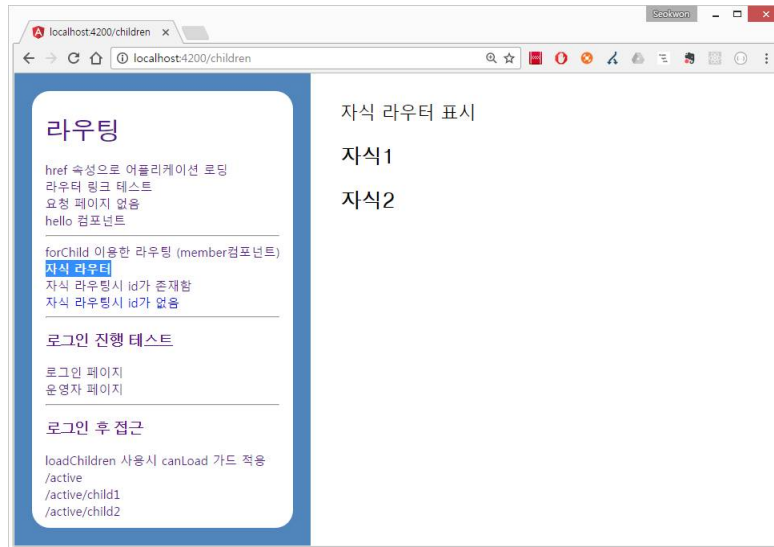 Seokwon
localhost:4200/children
localhost:4200/children
라우팅
href 속성으로 어플리케이션 로딩
라우터 링크 테스트
요청 페이지 없음
hello 컴포넌트
forChild 이용한 라우팅 (member컴포넌트)
자식 라우터
자식 라우팅시 id가 존재함
자식 라우팅시 id가 없음
로그인 진행 테스트
로그인 페이지
운영자 페이지
로그인 후 접근
loadChildren 사용시 canLoad 가드 적용
/active
/active/child1
/active/child2
자식 라우터 표시
자식1
자식2